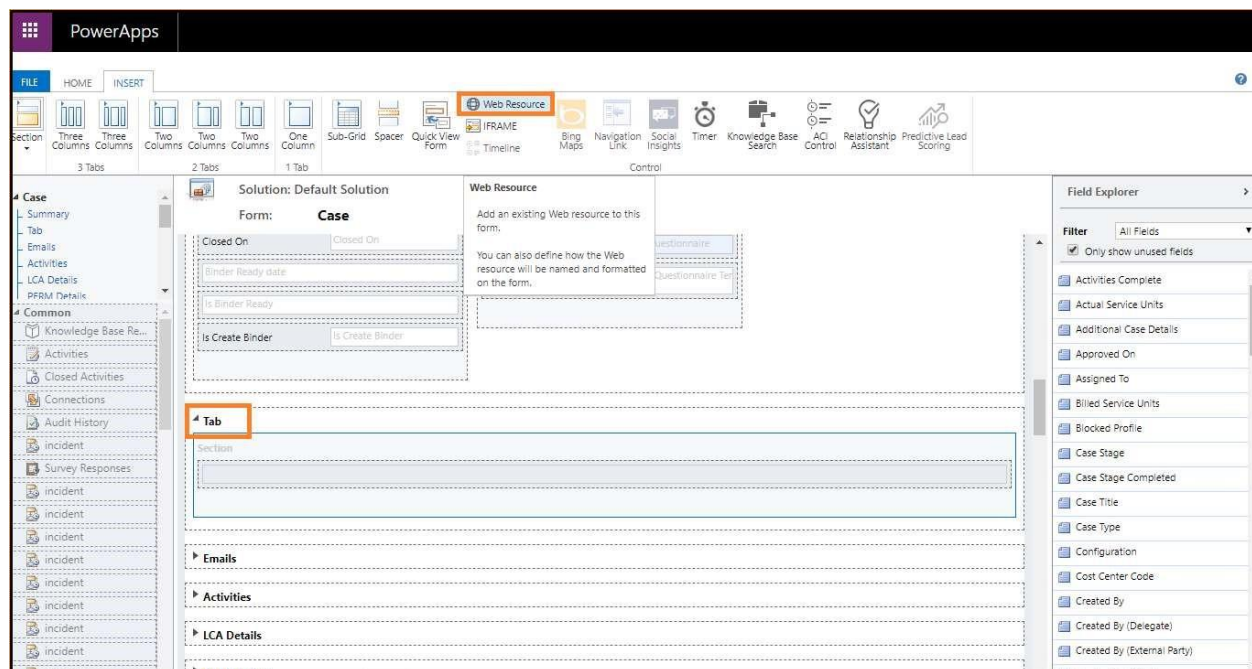 PowerApps
FILE HOME INSERT
Section
Three Columns
Three Columns
Two Columns
Two Columns
Two Columns
One Column
Sub-Grid
Spacer
Quick View Form
Web Resource
IFRAME
Timeline
Bing Maps
Navigation Link
Social Insights
Timer
Knowledge Base Search
ACI Control
Relationship Assistant
Predictive Lead Scoring
3 Tabs
2 Tabs
1 Tab
Control
Case
Summary
Tab
Emails
Activities
LCA Details
PERM Details
Common
Knowledge Base Re...
Activities
Closed Activities
Connections
Audit History
incident
Survey Responses
incident
incident
incident
incident
incident
incident
incident
incident
Solution: Default Solution
Form: Case
Web Resource
Add an existing Web resource to this
form.
You can also define how the Web
resource will be named and formatted
on the form.
Closed On
Closed On
Binder Ready date
Is Binder Ready
Is Create Binder
Is Create Binder
uestionnaire
Questionnaire Ter
Tab
Section
Emails
Activities
LCA Details
Field Explorer
Filter All Fields
Only show unused fields
Activities Complete
Actual Service Units
Additional Case Details
Approved On
Assigned To
Billed Service Units
Blocked Profile
Case Stage
Case Stage Completed
Case Title
Case Type
Configuration
Cost Center Code
Created By
Created By (Delegate)
Created By (External Party)